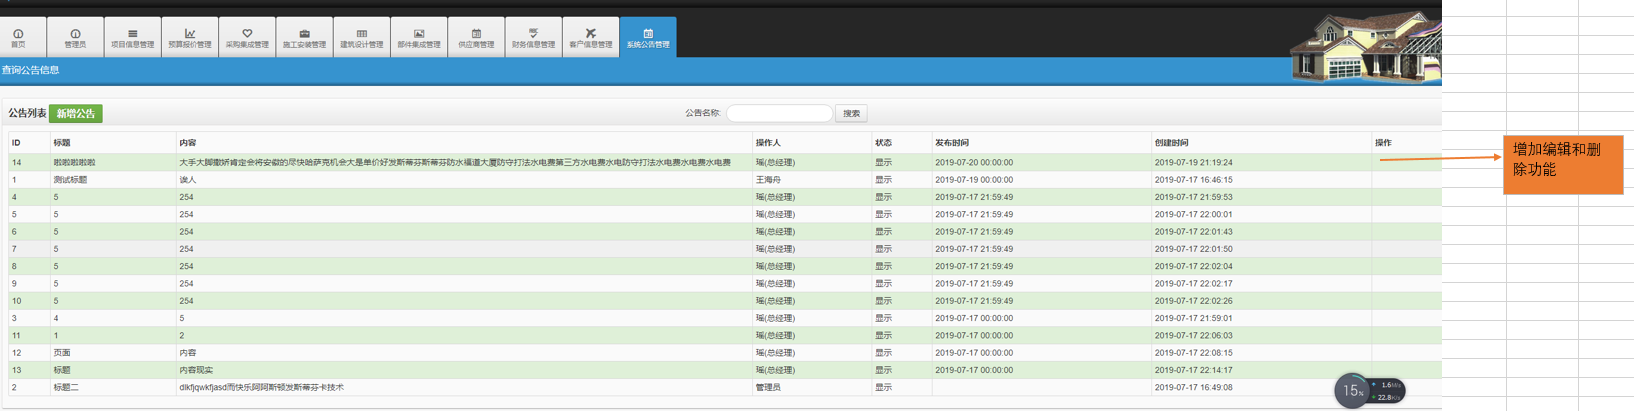 首页 管理员 项目信息管理 预算报价管理 采购集成管理 施工安装管理 建筑设计管理 部件集成管理 供应商管理 财务信息管理 客户信息管理 系统公告管理
查询公告信息
公告列表 新增公告 公告名称: 搜索
ID 标题 内容 操作人 状态 发布时间 创建时间 操作
14 啦啦啦啦啦 大手大脚撒娇肯定会将安徽的尽快哈萨克机会大是单价好发斯蒂芬斯蒂芬防水福道大厦防守打法水电费第三方水电费水电防守打法水电费水电费水电费 瑶(总经理) 显示 2019-07-20 00:00:00 2019-07-19 21:19:24
1 测试标题 诶人 王海舟 显示 2019-07-19 00:00:00 2019-07-17 16:46:15
4 5 254 瑶(总经理) 显示 2019-07-17 21:59:49 2019-07-17 21:59:53
5 5 254 瑶(总经理) 显示 2019-07-17 21:59:49 2019-07-17 22:00:01
6 5 254 瑶(总经理) 显示 2019-07-17 21:59:49 2019-07-17 22:01:43
7 5 254 瑶(总经理) 显示 2019-07-17 21:59:49 2019-07-17 22:01:50
8 5 254 瑶(总经理) 显示 2019-07-17 21:59:49 2019-07-17 22:02:04
9 5 254 瑶(总经理) 显示 2019-07-17 21:59:49 2019-07-17 22:02:17
10 5 254 瑶(总经理) 显示 2019-07-17 21:59:49 2019-07-17 22:02:26
3 4 5 瑶(总经理) 显示 2019-07-17 00:00:00 2019-07-17 21:59:01
11 1 2 瑶(总经理) 显示 2019-07-17 00:00:00 2019-07-17 22:06:03
12 页面 内容 瑶(总经理) 显示 2019-07-17 00:00:00 2019-07-17 22:08:15
13 标题 内容现实 瑶(总经理) 显示 2019-07-17 00:00:00 2019-07-17 22:14:17
2 标题二 dlkfjqwkfjasd而快乐阿阿斯顿发斯蒂芬卡技术 管理员 显示 2019-07-17 16:49:08
增加编辑和删
除功能
15% 1.6M/s
22.8K/s